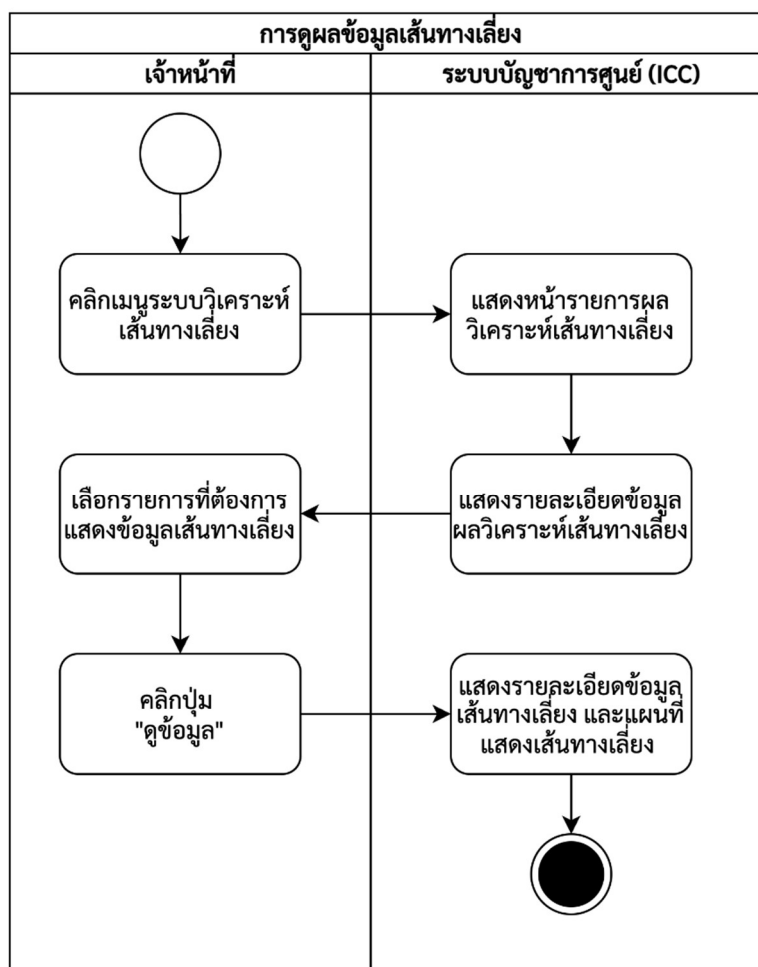 การดูผลข้อมูลเส้นทางเลี่ยง
เจ้าหน้าที่
ระบบบัญชาการศูนย์ (ICC)
คลิกเมนูระบบวิเคราะห์
เส้นทางเลี่ยง
แสดงหน้ารายการผล
วิเคราะห์เส้นทางเลี่ยง
แสดงรายละเอียดข้อมูล
ผลวิเคราะห์เส้นทางเลี่ยง
เลือกรายการที่ต้องการ
แสดงข้อมูลเส้นทางเลี่ยง
คลิกปุ่ม
"ดูข้อมูล"
แสดงรายละเอียดข้อมูล
เส้นทางเลี่ยง และแผนที่
แสดงเส้นทางเลี่ยง